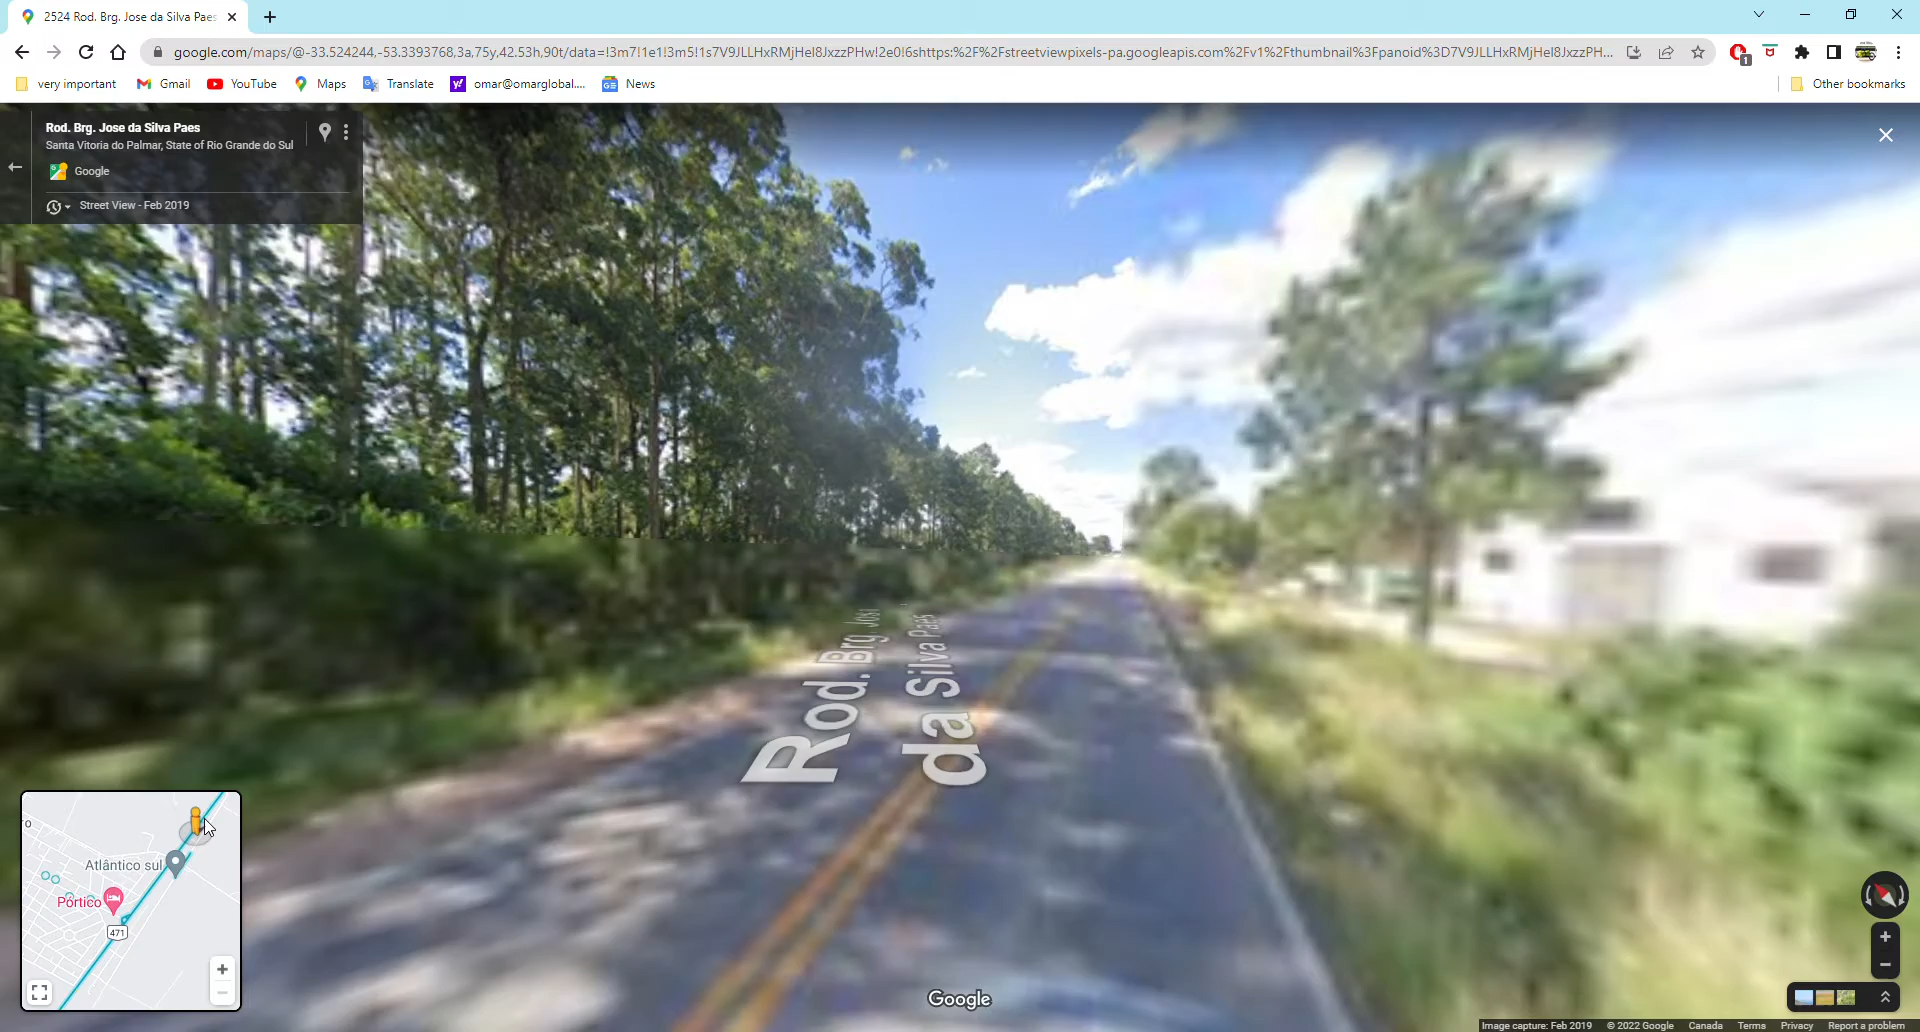 2524 Rod. Brg. Jose da Silva Paes
google.com/maps/@-33.524244,-53.3393768,3a,75y,42.53h,90t/data=!3m7!1e1!3m5!1s7V9JLLHxRMjHel8JxzzPHw!2e0!6shttps:%2F%2Fstreetviewpixels-pa.googleapis.com%2Fv1%2Fthumbnail%3Fpanoid%3D7V9JLLHxRMjHel8JxzzPH...
1
very important
Gmail
YouTube
Maps
Translate
omar@omarglobal....
News
Other bookmarks
Rod. Brg. Jose da Silva Paes
Santa Vitoria do Palmar, State of Rio Grande do Sul
Google
Street View - Feb 2019
Rod. Brg. José
da Silva Paes
o
Atlântico sul
Pórtico
471
Google
Image capture: Feb 2019 © 2022 Google Canada Terms Privacy Report a problem